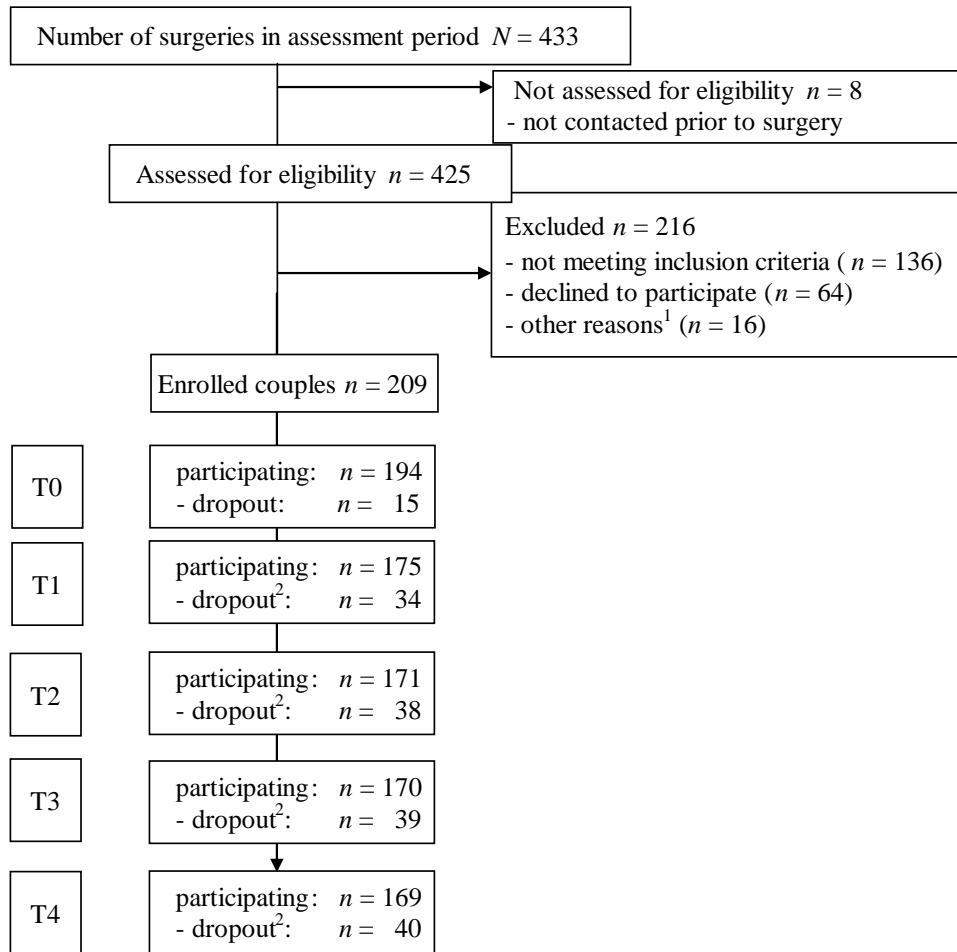 Number of surgeries in assessment period N = 433
Not assessed for eligibility n = 8
- not contacted prior to surgery
Assessed for eligibility n = 425
Excluded n = 216
- not meeting inclusion criteria ( n = 136)
- declined to participate (n = 64)
- other reasons¹ (n = 16)
Enrolled couples n = 209
T0
participating: n = 194
- dropout: n = 15
T1
participating: n = 175
- dropout²: n = 34
T2
participating: n = 171
- dropout²: n = 38
T3
participating: n = 170
- dropout²: n = 39
T4
participating: n = 169
- dropout²: n = 40